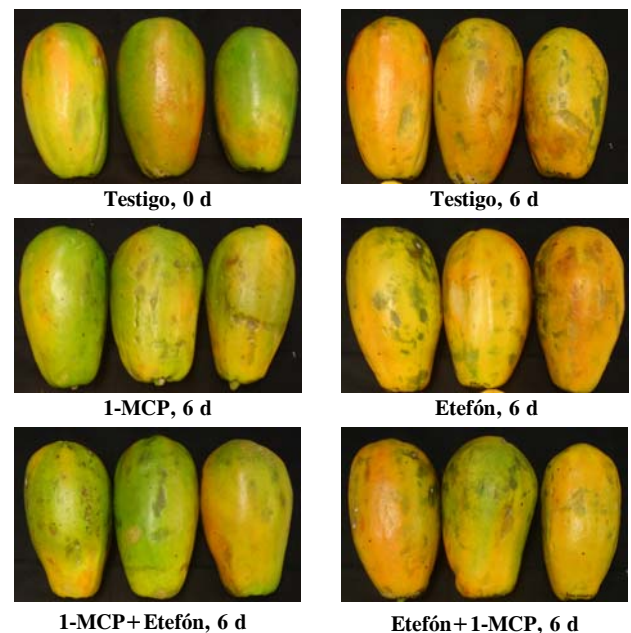 Testigo, 0 d
Testigo, 6 d
1-MCP, 6 d
Etefón, 6 d
1-MCP+Etefón, 6 d
Etefón+1-MCP, 6 d